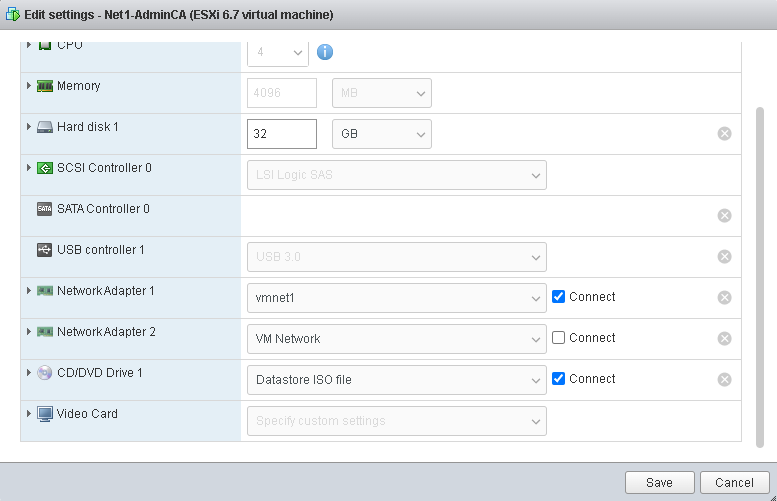 Edit settings - Net1-AdminCA (ESXi 6.7 virtual machine)
CPU 4
Memory 4096 MB
Hard disk 1 32 GB
SCSI Controller 0 LSI Logic SAS
SATA Controller 0
USB controller 1 USB 3.0
Network Adapter 1 vmnet1 Connect
Network Adapter 2 VM Network Connect
CD/DVD Drive 1 Datastore ISO file Connect
Video Card Specify custom settings
Save Cancel